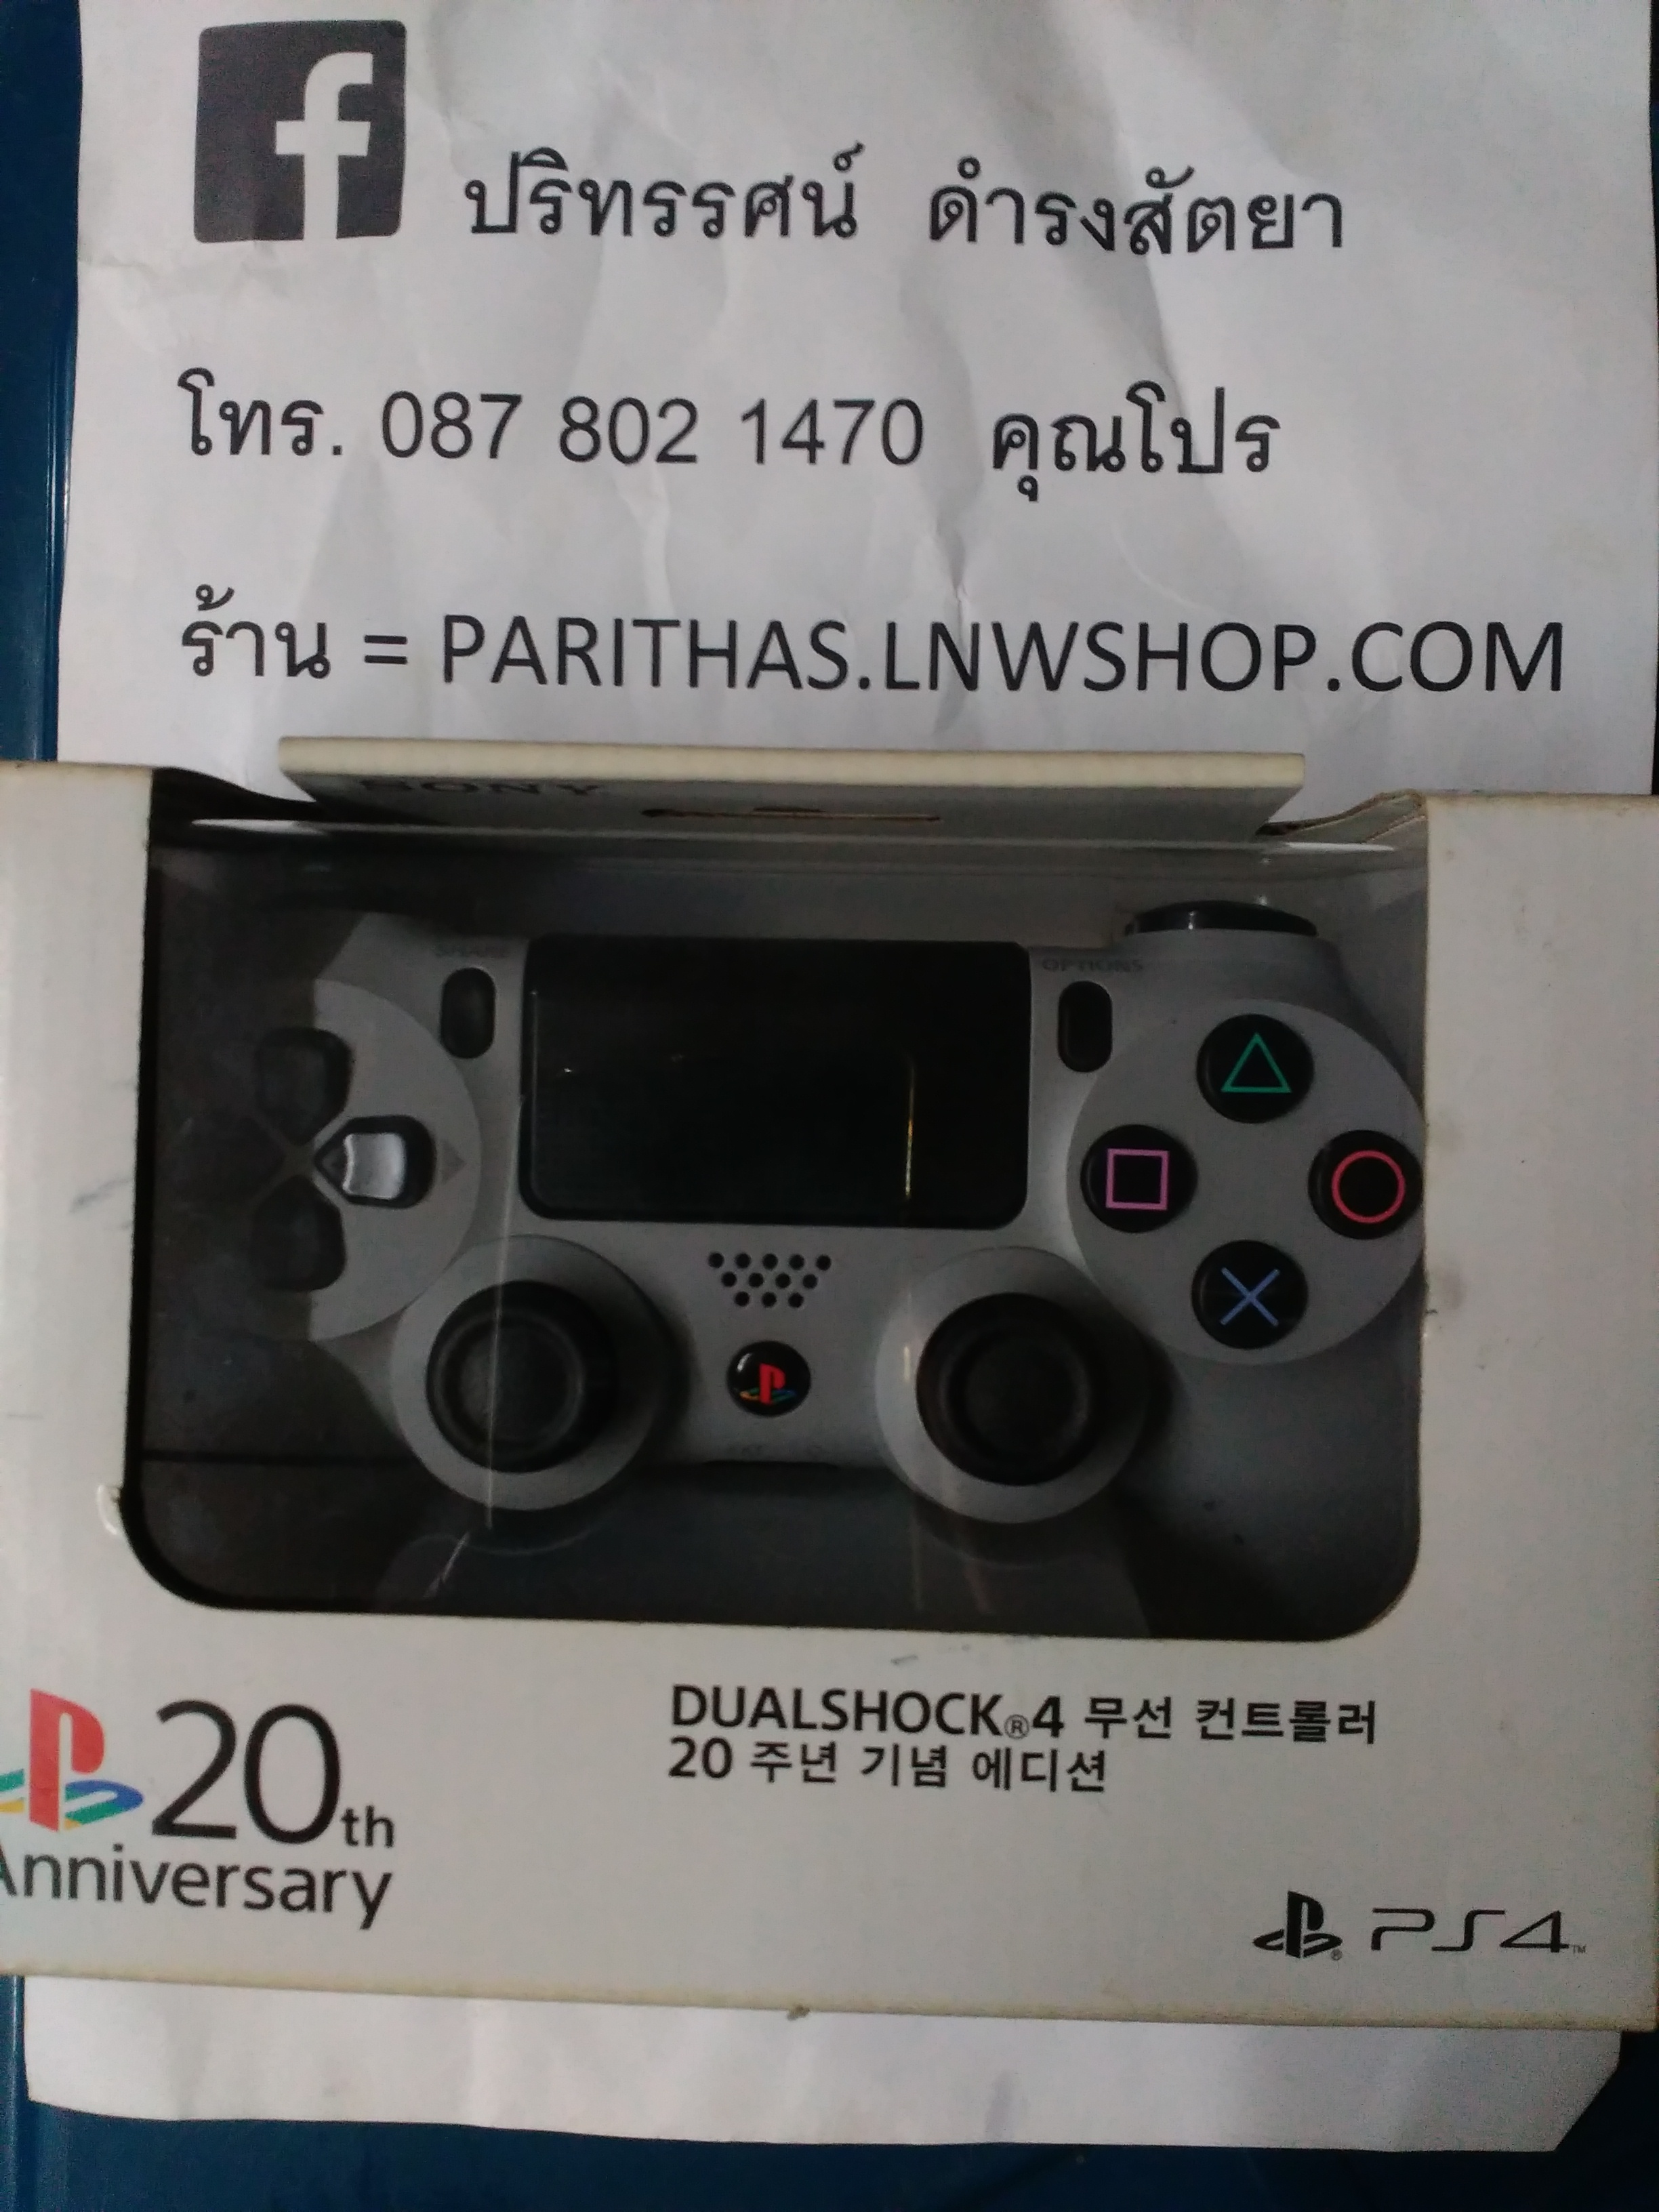 f ปริทรรศน์ ดำรงสัตยา
โทร. 087 802 1470 คุณโปร
ร้าน = PARITHAS.LNWSHOP.COM
SONY
SHARE
OPTIONS
20th
Anniversary
DUALSHOCK®4 무선 컨트롤러
20 주년 기념 에디션
PS4™